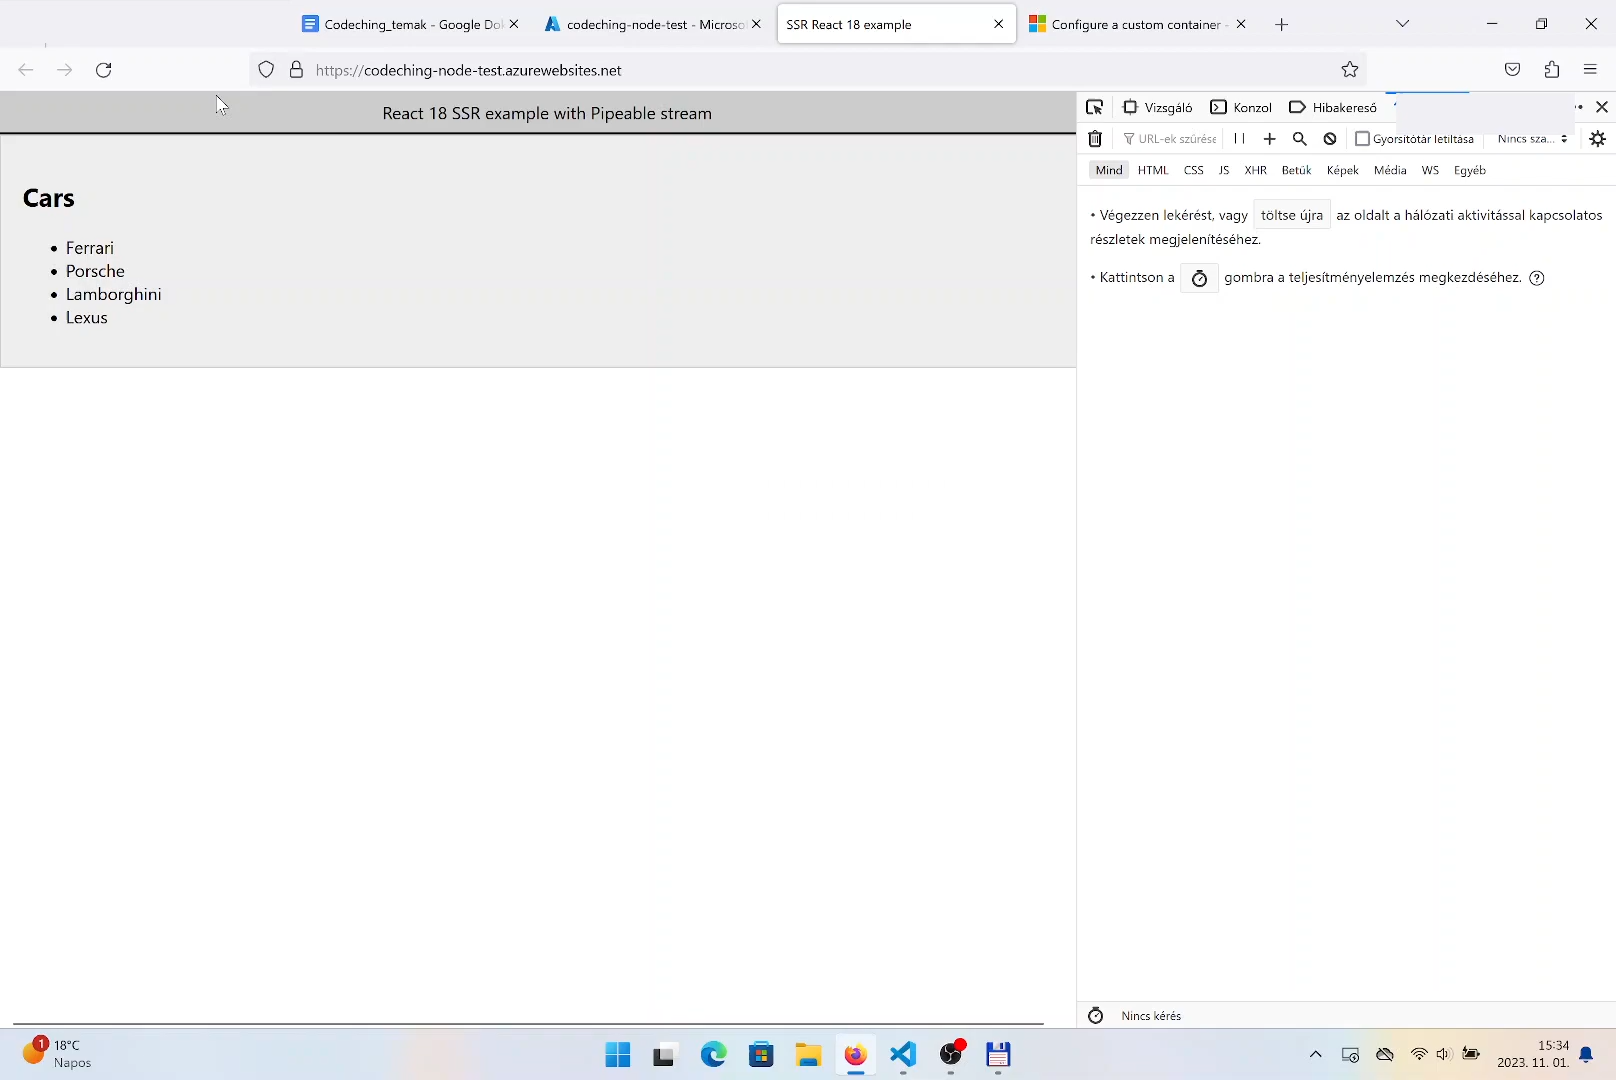 Codeching_temak - Google Do
codeching-node-test - Microso
SSR React 18 example
Configure a custom container -
https://codeching-node-test.azurewebsites.net
React 18 SSR example with Pipeable stream
Cars
Ferrari
Porsche
Lamborghini
Lexus
Vizsgáló
Konzol
Hibakereső
URL-ek szűrése
Gyorsítótár letiltása
Nincs sza...
Mind
HTML
CSS
JS
XHR
Betűk
Képek
Média
WS
Egyéb
• Végezzen lekérést, vagy töltse újra az oldalt a hálózati aktivitással kapcsolatos
részletek megjelenítéséhez.
• Kattintson a gombra a teljesítményelemzés megkezdéséhez.
Nincs kérés
1
18°C
Napos
15:34
2023. 11. 01.